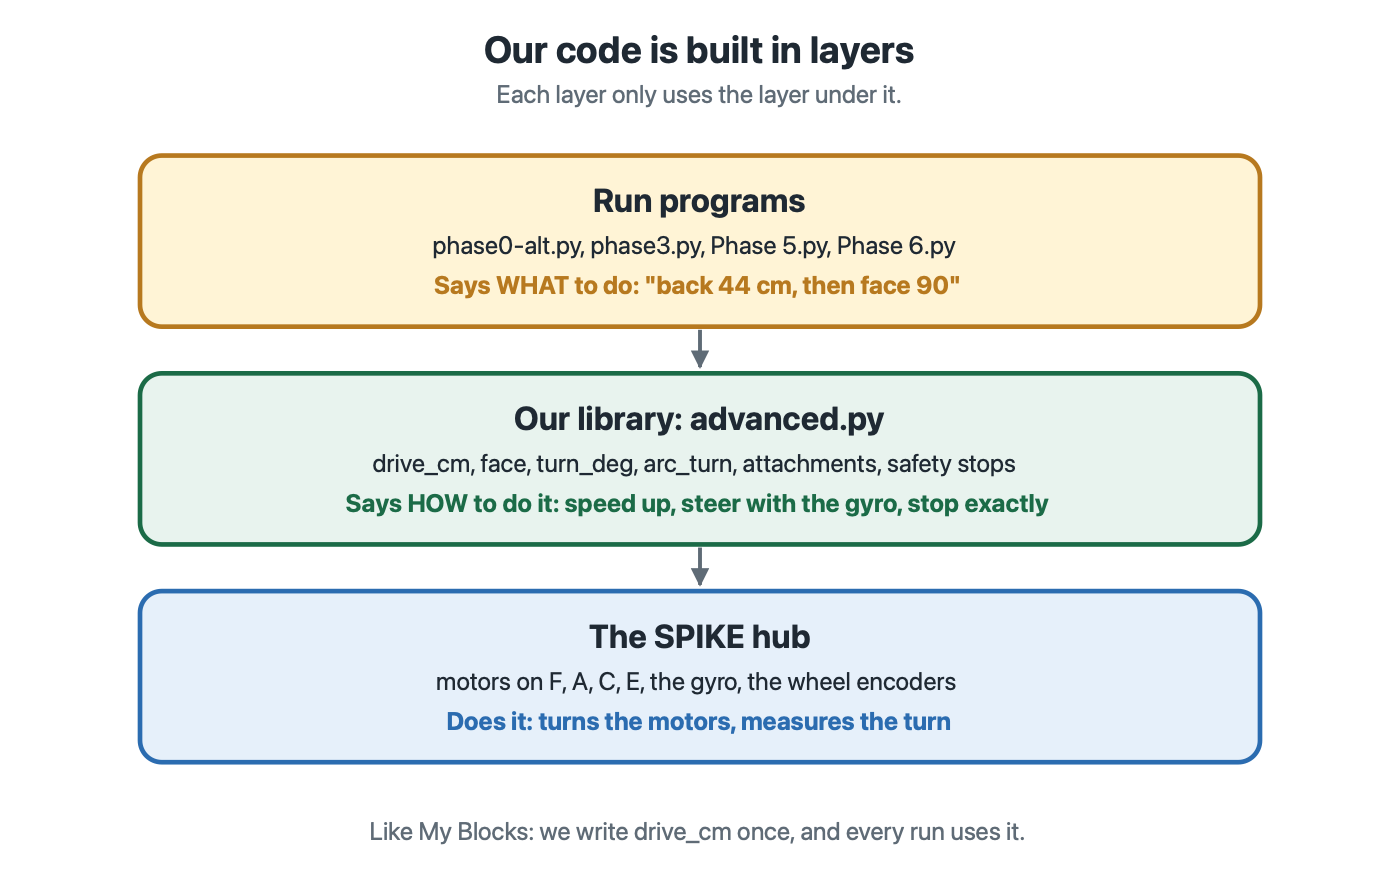 Our code is built in layers
Each layer only uses the layer under it.
Run programs
phase0-alt.py, phase3.py, Phase 5.py, Phase 6.py
Says WHAT to do: "back 44 cm, then face 90"
Our library: advanced.py
drive_cm, face, turn_deg, arc_turn, attachments, safety stops
Says HOW to do it: speed up, steer with the gyro, stop exactly
The SPIKE hub
motors on F, A, C, E, the gyro, the wheel encoders
Does it: turns the motors, measures the turn
Like My Blocks: we write drive_cm once, and every run uses it.